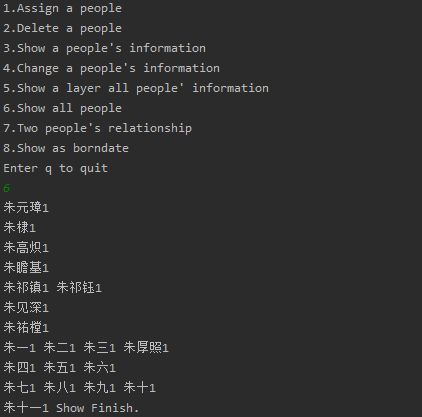 1.Assign a people
2.Delete a people
3.Show a people's information
4.Change a people's information
5.Show a layer all people' information
6.Show all people
7.Two people's relationship
8.Show as borndate
Enter q to quit
6
朱元璋1
朱棣1
朱高炽1
朱瞻基1
朱祁镇1 朱祁钰1
朱见深1
朱祐樘1
朱一1 朱二1 朱三1 朱厚照1
朱四1 朱五1 朱六1
朱七1 朱八1 朱九1 朱十1
朱十一1 Show Finish.